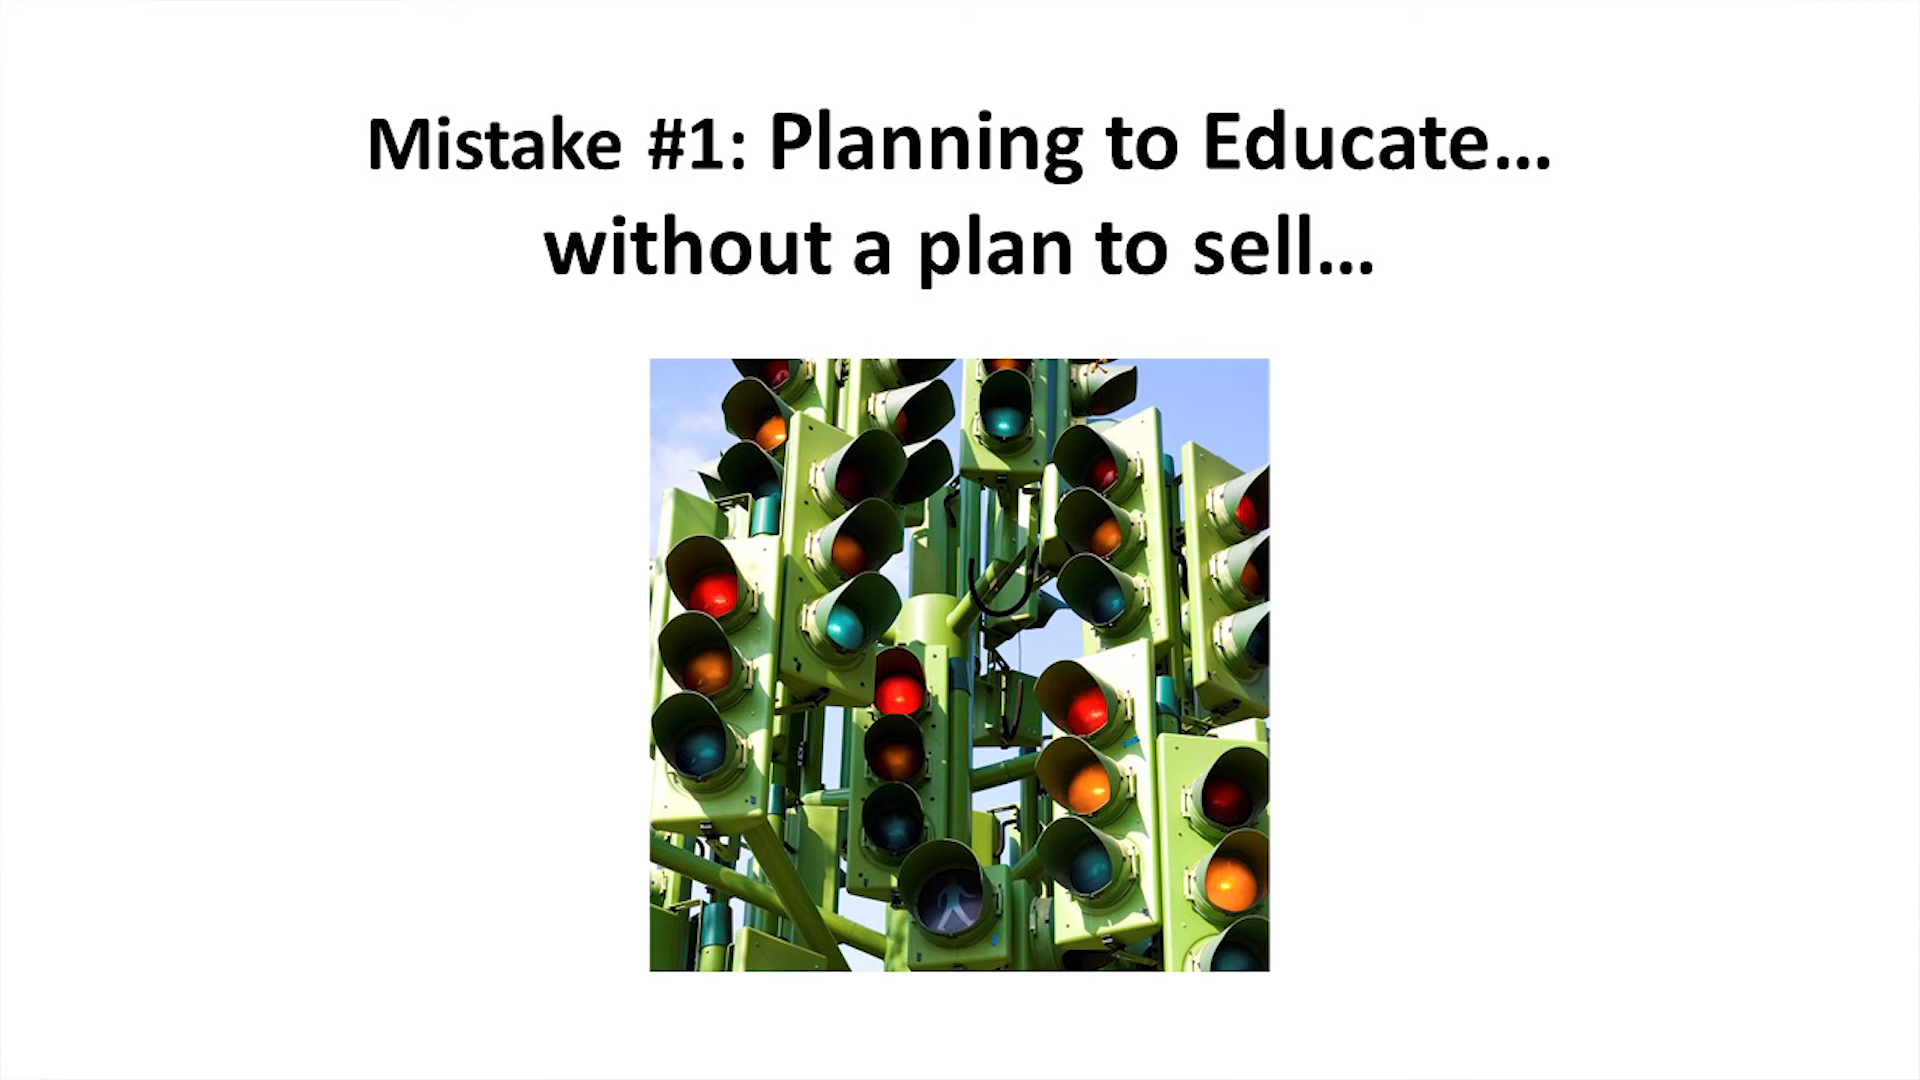 Mistake #1: Planning to Educate…
without a plan to sell…